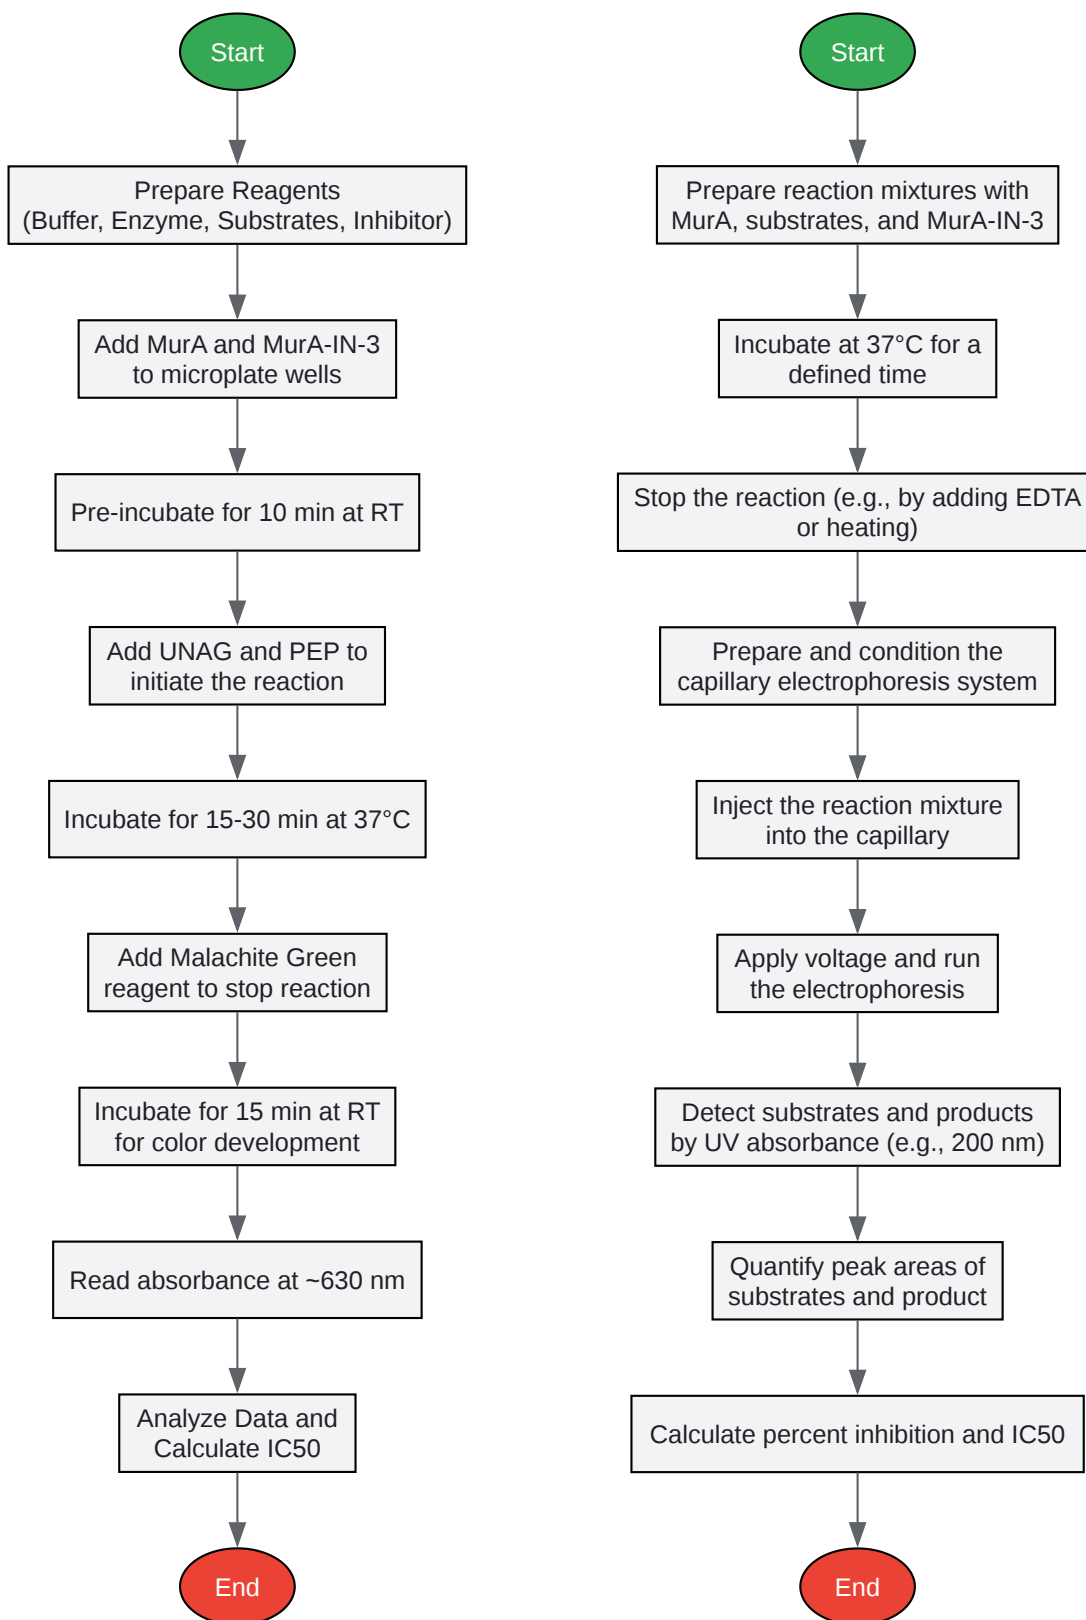 Start
Prepare Reagents
(Buffer, Enzyme, Substrates, Inhibitor)
Add MurA and MurA-IN-3
to microplate wells
Pre-incubate for 10 min at RT
Add UNAG and PEP to
initiate the reaction
Incubate for 15-30 min at 37°C
Add Malachite Green
reagent to stop reaction
Incubate for 15 min at RT
for color development
Read absorbance at ~630 nm
Analyze Data and
Calculate IC50
End
Start
Prepare reaction mixtures with
MurA, substrates, and MurA-IN-3
Incubate at 37°C for a
defined time
Stop the reaction (e.g., by adding EDTA
or heating)
Prepare and condition the
capillary electrophoresis system
Inject the reaction mixture
into the capillary
Apply voltage and run
the electrophoresis
Detect substrates and products
by UV absorbance (e.g., 200 nm)
Quantify peak areas of
substrates and product
Calculate percent inhibition and IC50
End